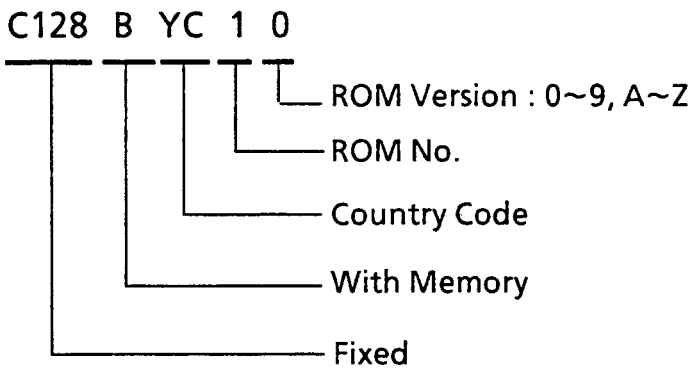 C128 B YC 1 0
ROM Version : 0~9, A~Z
ROM No.
Country Code
With Memory
Fixed